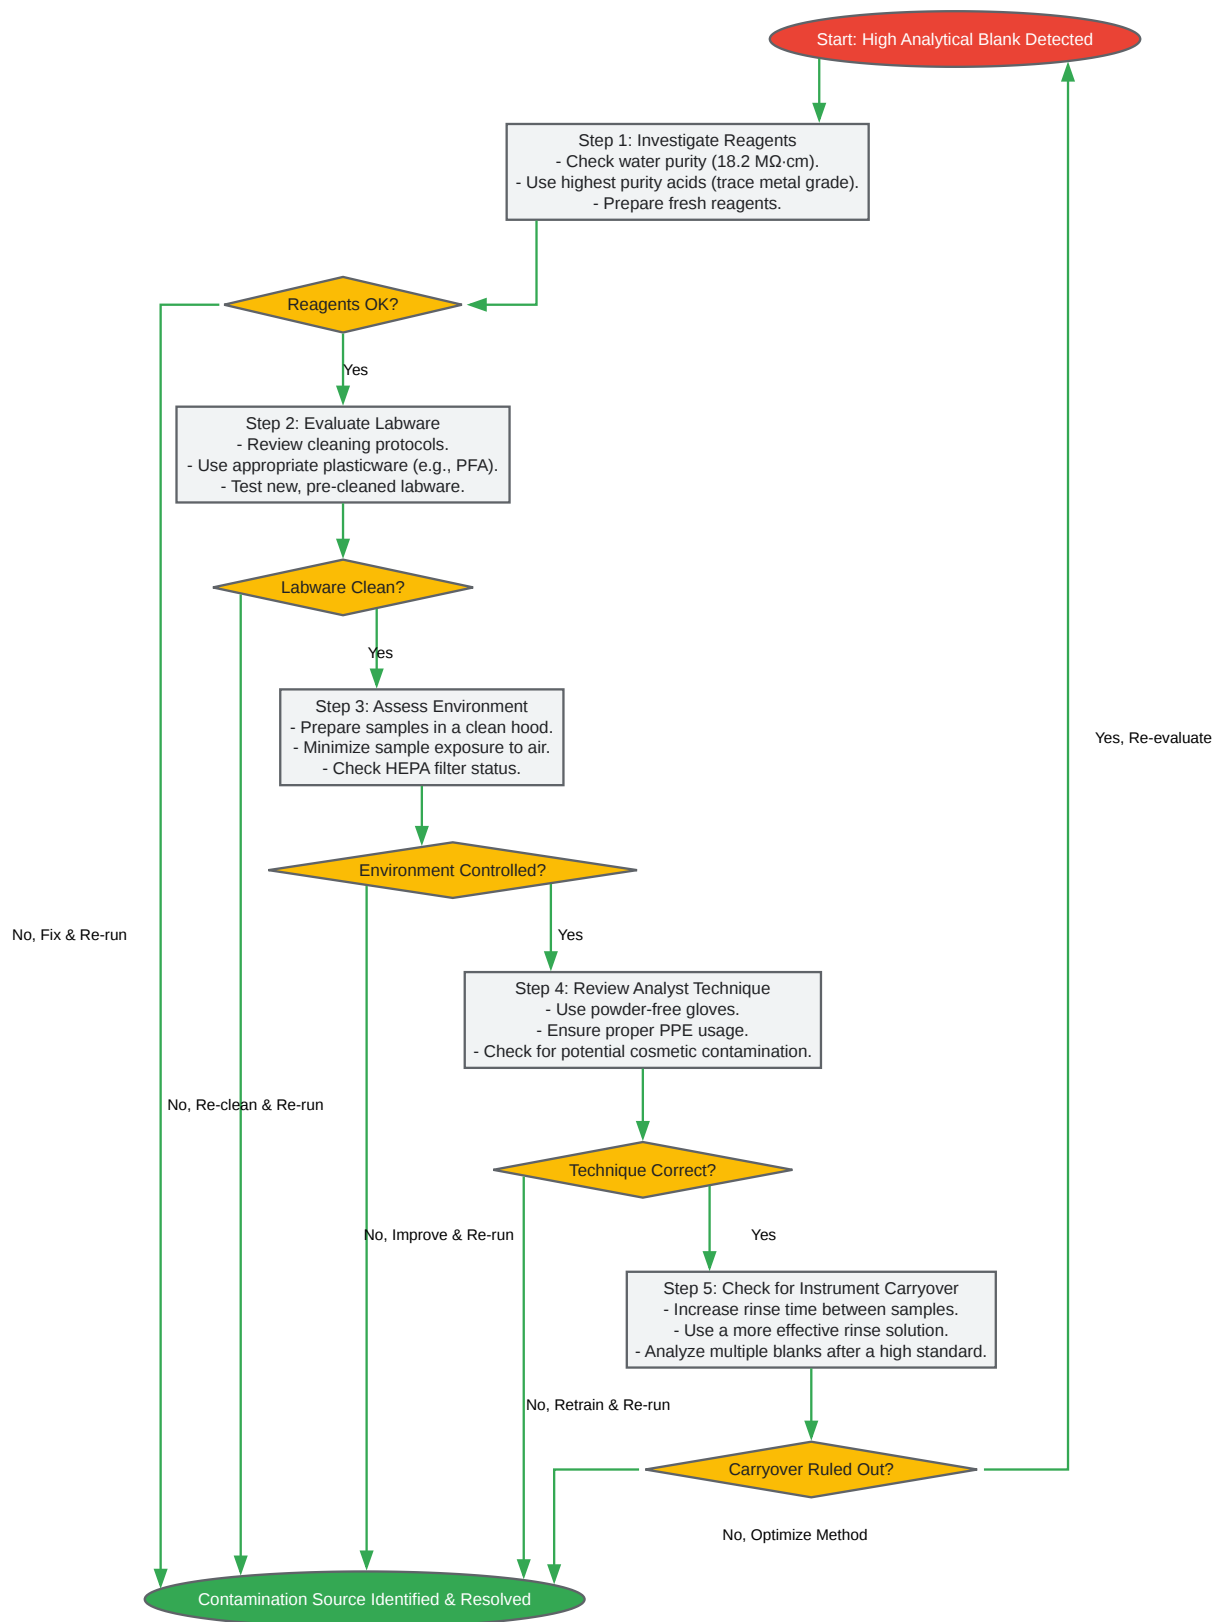 Start: High Analytical Blank Detected
Step 1: Investigate Reagents
- Check water purity (18.2 MΩ·cm).
- Use highest purity acids (trace metal grade).
- Prepare fresh reagents.
Reagents OK?
Yes
Step 2: Evaluate Labware
- Review cleaning protocols.
- Use appropriate plasticware (e.g., PFA).
- Test new, pre-cleaned labware.
Labware Clean?
Yes
Step 3: Assess Environment
- Prepare samples in a clean hood.
- Minimize sample exposure to air.
- Check HEPA filter status.
Yes, Re-evaluate
Environment Controlled?
No, Fix & Re-run
Yes
Step 4: Review Analyst Technique
- Use powder-free gloves.
- Ensure proper PPE usage.
- Check for potential cosmetic contamination.
No, Re-clean & Re-run
Technique Correct?
No, Improve & Re-run
Yes
Step 5: Check for Instrument Carryover
- Increase rinse time between samples.
- Use a more effective rinse solution.
- Analyze multiple blanks after a high standard.
No, Retrain & Re-run
Carryover Ruled Out?
No, Optimize Method
Contamination Source Identified & Resolved